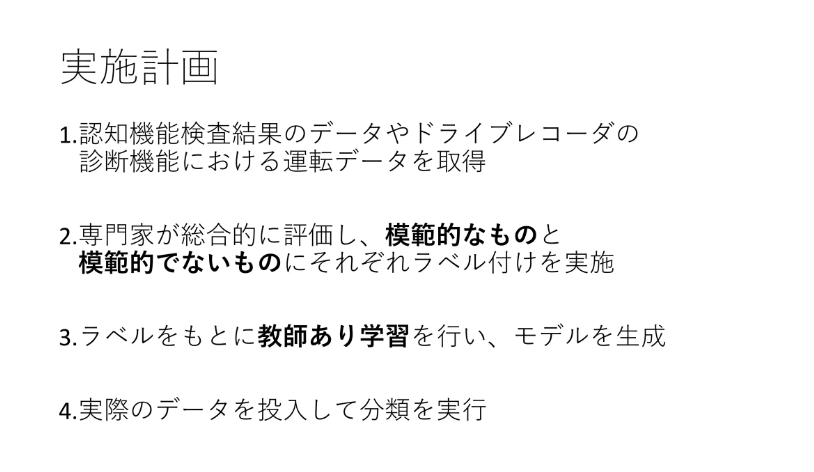 実施計画
1.認知機能検査結果のデータやドライブレコーダの
診断機能における運転データを取得
2.専門家が総合的に評価し、模範的なものと
模範的でないものにそれぞれラベル付けを実施
3.ラベルをもとに教師あり学習を行い、モデルを生成
4.実際のデータを投入して分類を実行